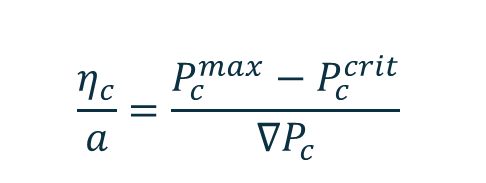 η_c/a = (P_c^max − P_c^crit)/∇P_c